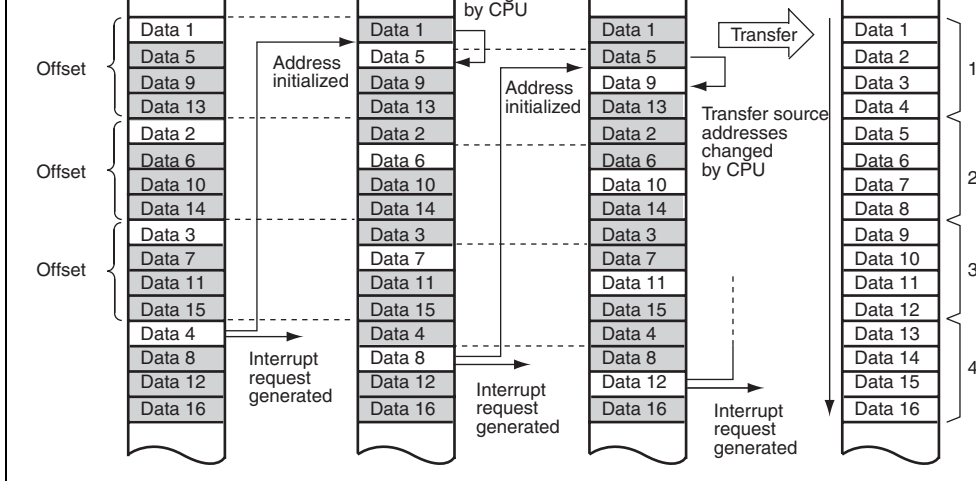 Offset
Offset
Offset
Data 1
Data 5
Data 9
Data 13
Data 2
Data 6
Data 10
Data 14
Data 3
Data 7
Data 11
Data 15
Data 4
Data 8
Data 12
Data 16
Address
initialized
Interrupt
request
generated
by CPU
Data 1
Data 5
Data 9
Data 13
Data 2
Data 6
Data 10
Data 14
Data 3
Data 7
Data 11
Data 15
Data 4
Data 8
Data 12
Data 16
Address
initialized
Interrupt
request
generated
Data 1
Data 5
Data 9
Data 13
Data 2
Data 6
Data 10
Data 14
Data 3
Data 7
Data 11
Data 15
Data 4
Data 8
Data 12
Data 16
Transfer
Transfer source
addresses
changed
by CPU
Interrupt
request
generated
Data 1
Data 2
Data 3
Data 4
Data 5
Data 6
Data 7
Data 8
Data 9
Data 10
Data 11
Data 12
Data 13
Data 14
Data 15
Data 16
1
2
3
4